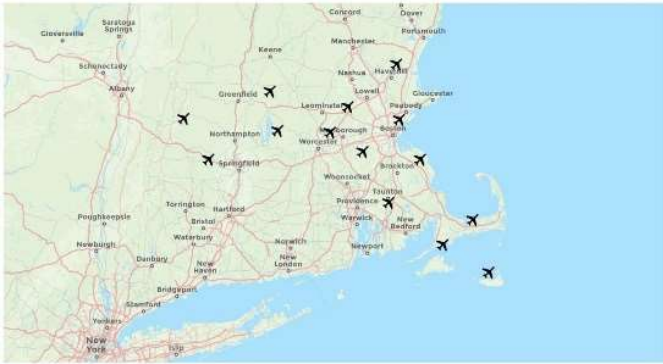 Concord
Dover
Saratoga
Springs
Gloversville
Portsmouth
Manchester
Keene
Schenectady
Nashua
Haverhill
Albany
Lowell
Greenfield
Gloucester
Leominster
Peabody
Boston
Northampton
Worcester
Springfield
Brockton
Woonsocket
Taunton
Torrington
Hartford
Providence
Poughkeepsie
Warwick
New
Bedford
Bristol
Waterbury
Newburgh
Norwich
Newport
Danbury
New
London
New
Haven
Bridgeport
Stamford
Yonkers
New
York
Islip